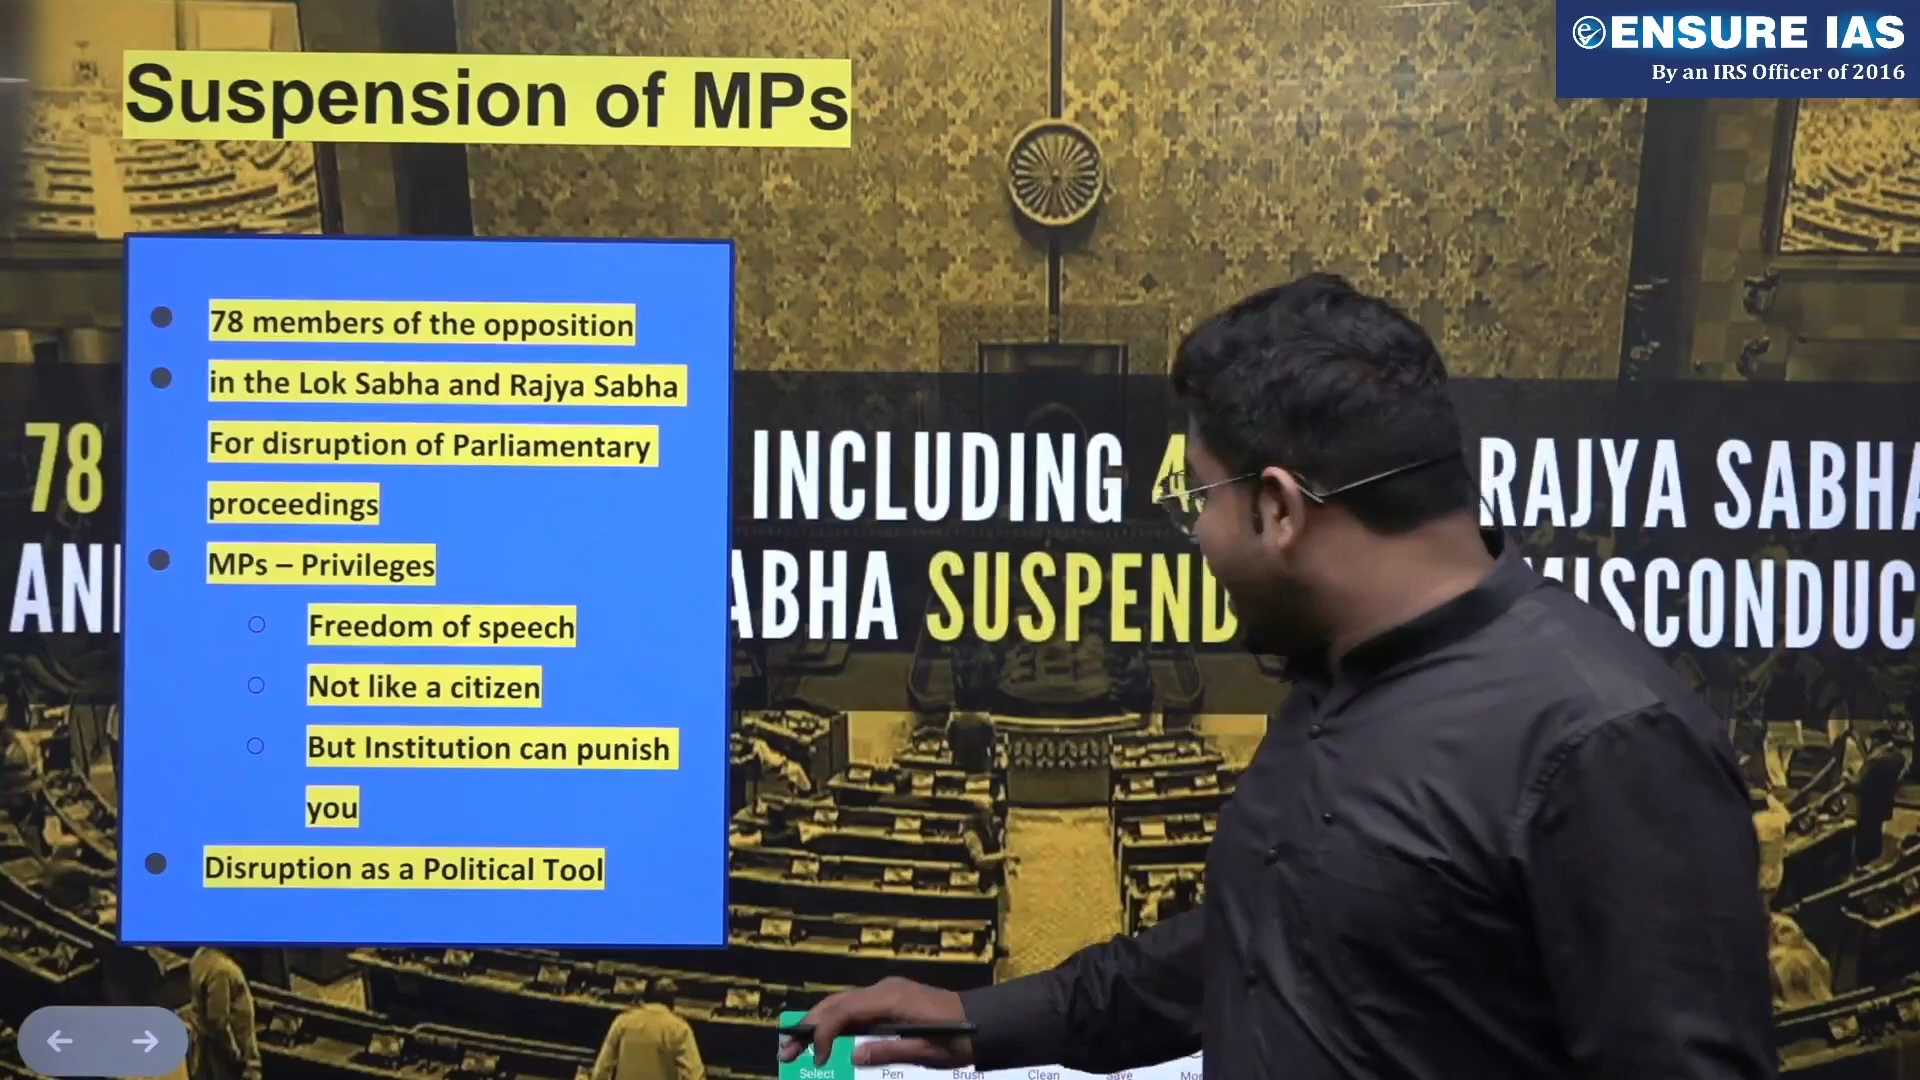 ENSURE IAS
By an IRS Officer of 2016
Suspension of MPs
78 members of the opposition
in the Lok Sabha and Rajya Sabha
For disruption of Parliamentary
proceedings
MPs – Privileges
Freedom of speech
Not like a citizen
But Institution can punish
you
Disruption as a Political Tool
78 INCLUDING 4 RAJYA SABHA
SUSPEND
Select Pen Brush Clean Save